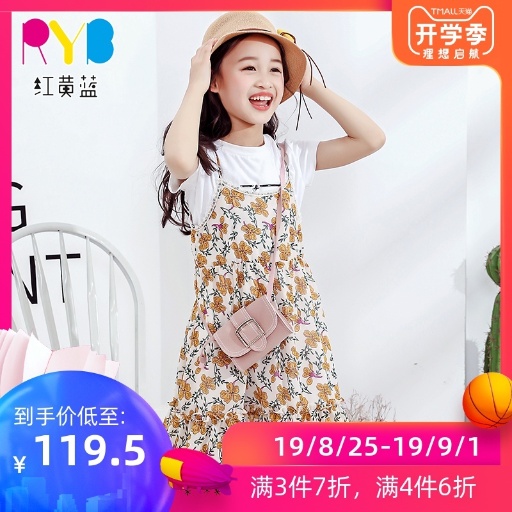 RYB
红黄蓝
TMALL天猫
开学季
理想启航
G
NT
到手价低至:
¥119.5
19/8/25-19/9/1
满3件7折，满4件6折